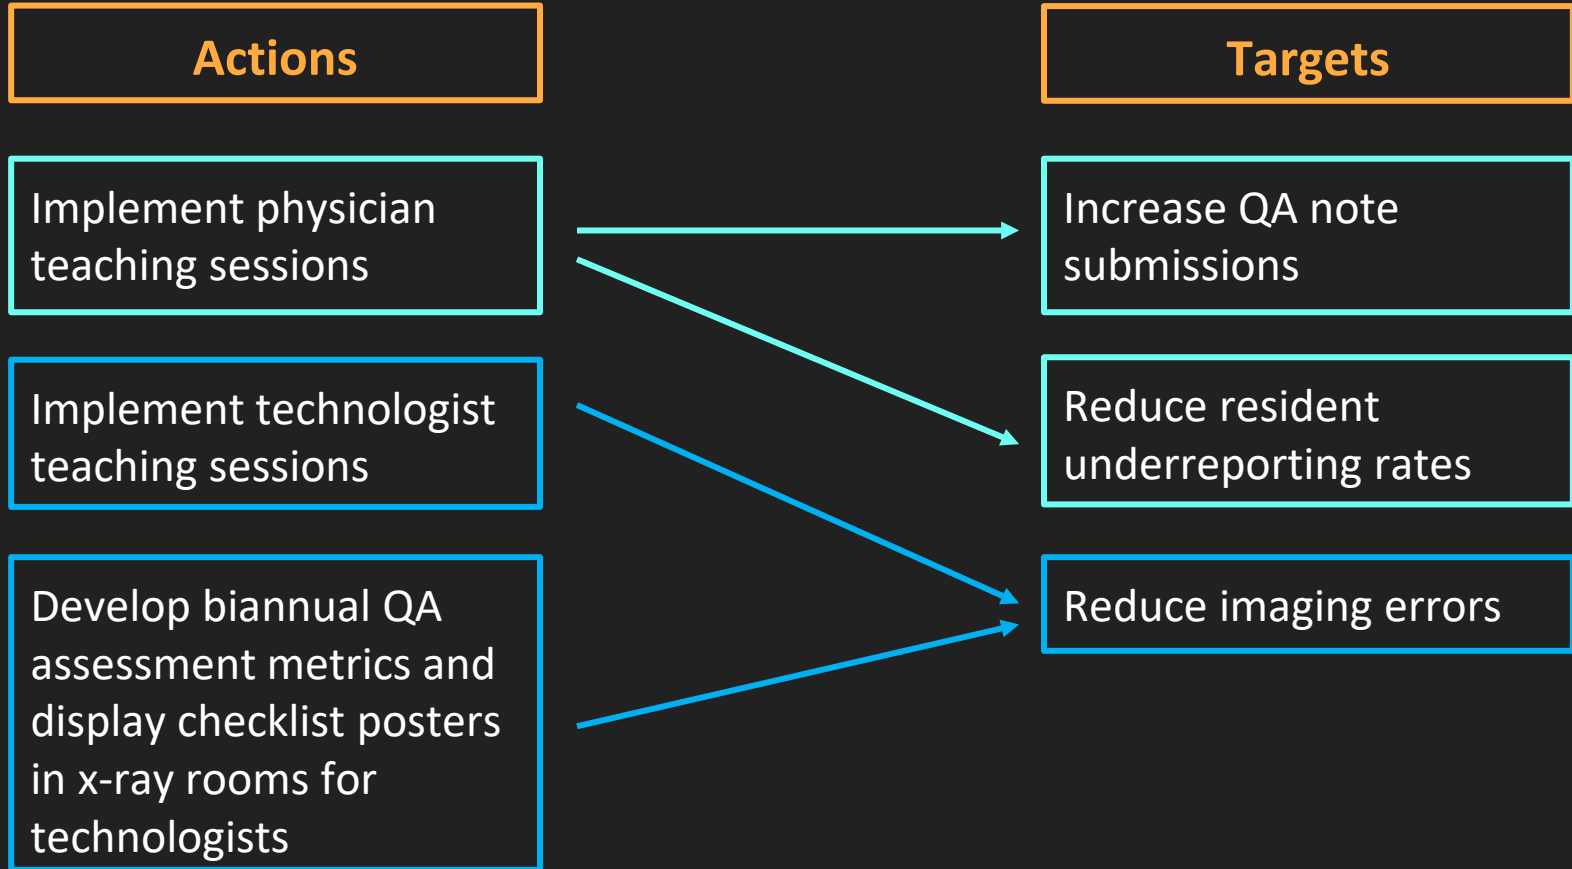 Actions
Targets
Implement physician
teaching sessions
Increase QA note
submissions
Implement technologist
teaching sessions
Reduce resident
underreporting rates
Develop biannual QA
assessment metrics and
display checklist posters
in x-ray rooms for
technologists
Reduce imaging errors